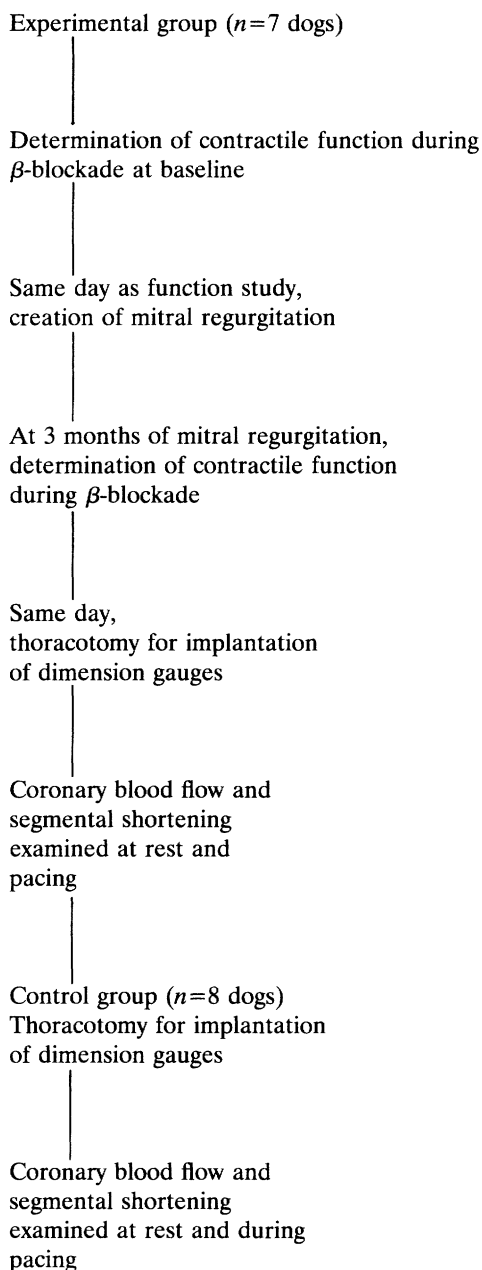 Experimental group (n=7 dogs)
Determination of contractile function during
β-blockade at baseline
Same day as function study,
creation of mitral regurgitation
At 3 months of mitral regurgitation,
determination of contractile function
during β-blockade
Same day,
thoracotomy for implantation
of dimension gauges
Coronary blood flow and
segmental shortening
examined at rest and
pacing
Control group (n=8 dogs)
Thoracotomy for implantation
of dimension gauges
Coronary blood flow and
segmental shortening
examined at rest and during
pacing